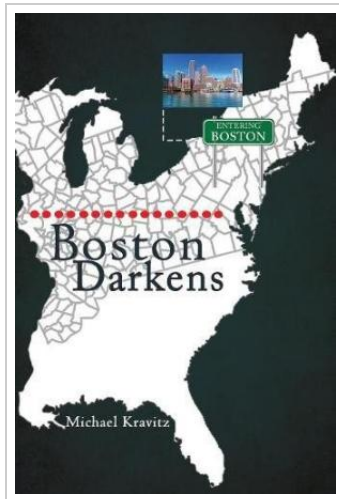 ENTERING
BOSTON
Boston
Darkens
Michael Kravitz